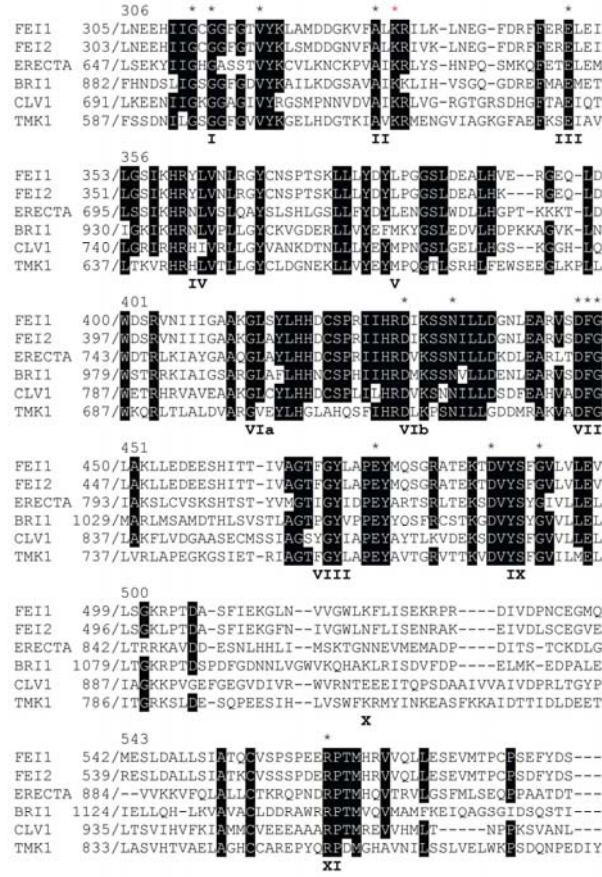 306
* * * * * *
FEI1 305/LNEEHIIGCGGFGTVYKLAMDDGKVFALKRILK-LNEG-FDRFFERELEI
FEI2 303/LNEEHIIGCGGFGTVYKLSMDDGNVFALKRIVK-LNEG-FDRFFERELEI
ERECTA 647/LSEKYIIGHGASSTVYKCVLKNCKPVAIKRLYSHNPQ-SMKQFETELEM
BRI1 882/FHNDSLIGSGGFGDVYKAILKDGSAVAIKKLIHV-SGQ-GDREFMAEMET
CLV1 691/LKEENIIGKGGAGIVYRGSMPNNVDVAIKRLVG-RGTGRSDHGFTAEIQT
TMK1 587/FSSDNILGSGGFGVVYKGELHDGTKIAVKRMENGVIAGKGFAEFKSEIAV
I II III
356
FEI1 353/LGSIKHRYLVNLRGYCNSPTSKLLLYDYLPGGSLDEALHVE--RGEQ-LD
FEI2 351/LGSIKHRYLVNLRGYCNSPTSKLLLYDYLPGGSLDEALHK---RGEQ-LD
ERECTA 695/LSSIKHRNLVSLQAYSLSHLGSLLFYDYLENGSLWDLLHGPT-KKKT-LD
BRI1 930/IGKIKHRNLVPLLGYCKVGDERLLVYEFMKYGSLEDVLHDPKKAGVK-LN
CLV1 740/LGRIRHRHIVRLLGYVANKDTNLLLYEYMPNGSLGELLHGS--KGGH-LQ
TMK1 637/LTKVRHRHLVTLLGYCLDGNEKLLVYEYMPQGTLSRHLFEWSEEGLKPLL
IV V
401
* * ***
FEI1 400/WDSRVNIIIGAAKGLSYLHHDCSPRIIHRDIKSSNILLDGNLEARVSDFG
FEI2 397/WDSRVNIIIGAAKGLAYLHHDCSPRIIHRDIKSSNILLDGNLEARVSDFG
ERECTA 743/WDTRLKIAYGAAQGLAYLHHDCSPRIIHRDVKSSNILLDKDLEARLTDFG
BRI1 979/WSTRRKIAIGSARGLAFLHHNCSPHIIHRDMKSSNVLLDENLEARVSDFG
CLV1 787/WETRHRVAVEAAKGLCYLHHDCSPLILHRDVKSNNILLDSDFEAHVADFG
TMK1 687/WKQRLTLALDVARGVEYLHGLAHQSFIHRDLKPSNILLGDDMRAKVADFG
VIa VIb VII
451
* * *
FEI1 450/LAKLLEDEESHITT-IVAGTFGYLAPEYMQSGRATEKTDVYSFGVLVLEV
FEI2 447/LAKLLEDEESHITT-IVAGTFGYLAPEYMQSGRATEKTDVYSFGVLVLEV
ERECTA 793/IAKSLCVSKSHTST-YVMGTIGYIDPEYARTSRLTEKSDVYSYGIVLLEL
BRI1 1029/MARLMSAMDTHLSVSTLAGTPGYVPPEYYQSFRCSTKGDVYSYGVVLLEL
CLV1 837/LAKFLVDGAASECMSSIAGSYGYIAPEYAYTLKVDEKSDVYSFGVVLLEL
TMK1 737/LVRLAPEGKGSIET-RIAGTFGYLAPEYAVTGRVTTKVDVYSFGVILMEL
VIII IX
500
FEI1 499/LSGKRPTDA-SFIEKGLN--VVGWLKFLISEKRPR----DIVDPNCEGMQ
FEI2 496/LSGKLPTDA-SFIEKGFN--IVGWLNFLISENRAK----EIVDLSCEGVE
ERECTA 842/LTRRKAVDD-ESNLHHLI--MSKTGNNEVMEMADP----DITS-TCKDLG
BRI1 1079/LTGKRPTDSPDFGDNNLVGWVKQHAKLRISDVFDP----ELMK-EDPALE
CLV1 887/IAGKKPVGEFGEGVDIVR--WVRNTEEEITQPSDAAIVVAIVDPRLTGYP
TMK1 786/ITGRKSLDE-SQPEESIH--LVSWFKRMYINKEASFKKAIDTTIDLDEET
X
543
*
FEI1 542/MESLDALLSIATQCVSPSPEERPTMHRVVQLLESEVMTPCPSEFYDS---
FEI2 539/RESLDALLSIATKCVSSSPDERPTMHRVVQLLESEVMTPCPSDFYDS---
ERECTA 884/--VVKKVFQLALLCTKRQPNDRPTMHQVTRVLGSFMLSEQPPAATDT---
BRI1 1124/IELLQH-LKVAVACLDDRAWRRPTMVQVMAMFKEIQAGSGIDSQSTI---
CLV1 935/LTSVIHVFKIAMMCVEEEAAARPTMREVVHMLT-----NPPKSVANL---
TMK1 833/LASVHTVAELAGHCCAREPYQRPDMGHAVNILSSLVELWKPSDQNPEDIY
XI